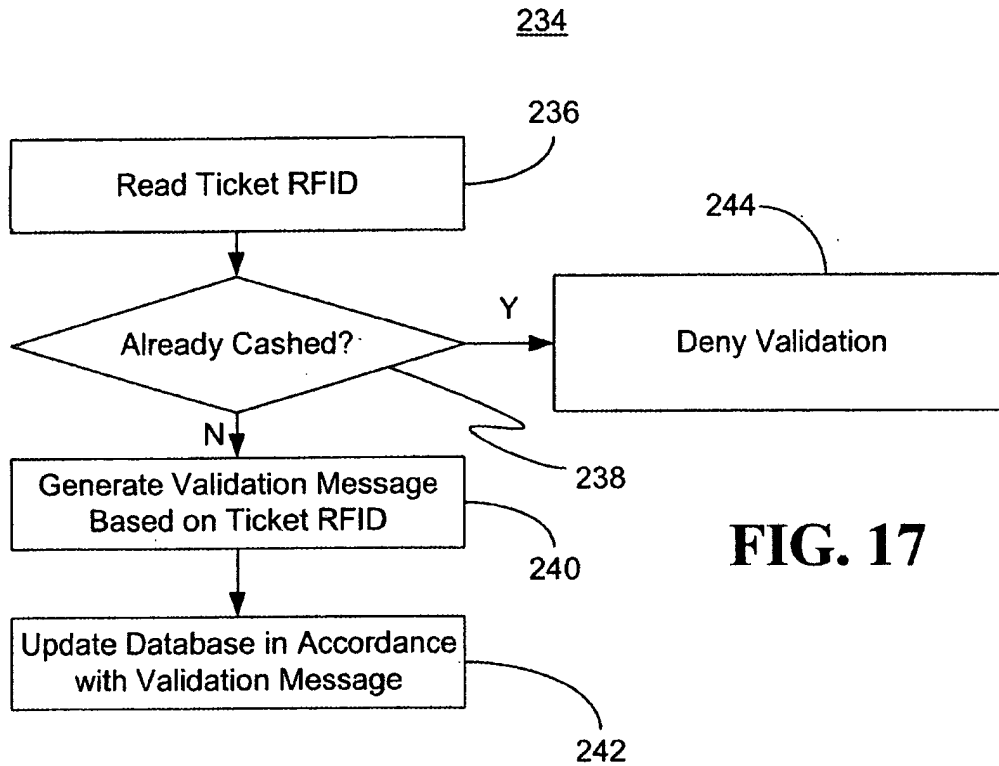 234
236
Read Ticket RFID
244
Already Cashed?
Y
Deny Validation
N
238
Generate Validation Message
Based on Ticket RFID
240
FIG. 17
Update Database in Accordance
with Validation Message
242